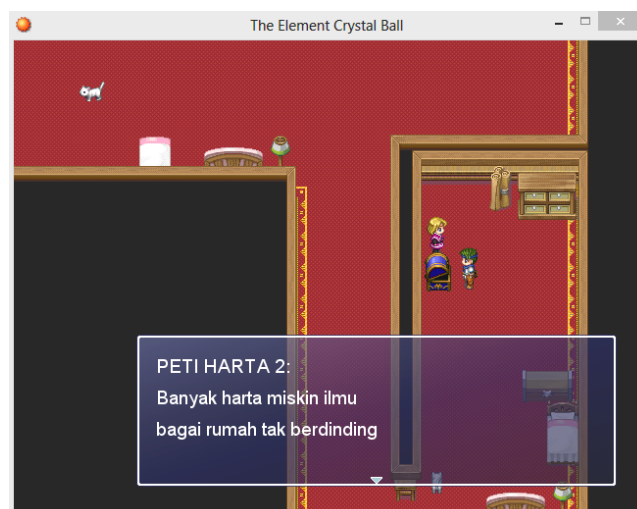 The Element Crystal Ball
PETI HARTA 2:
Banyak harta miskin ilmu
bagai rumah tak berdinding